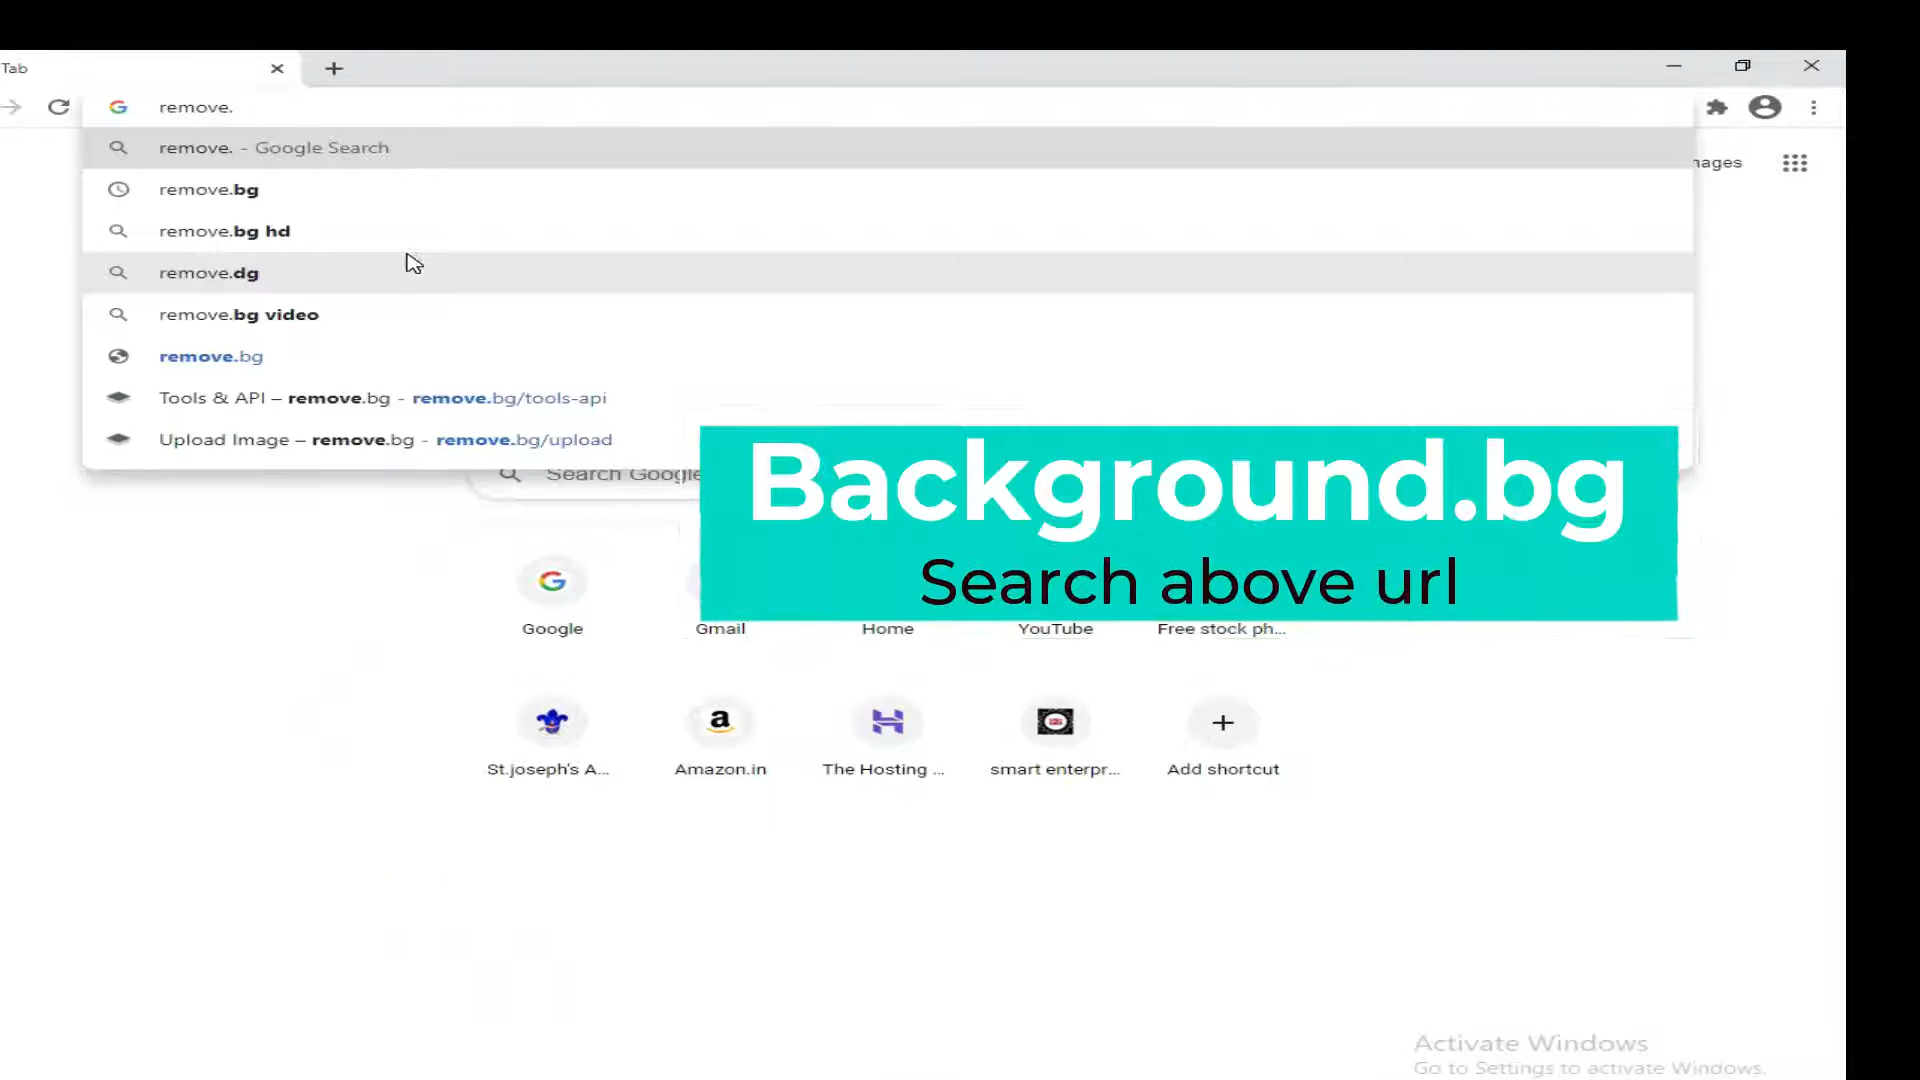 Tab
remove.
remove. - Google Search
remove.bg
ages
remove.bg hd
remove.dg
remove.bg video
remove.bg
Tools & API – remove.bg - remove.bg/tools-api
Upload Image – remove.bg - remove.bg/upload
Search Google
Background.bg
Search above url
Google
Gmail
Home
YouTube
Free stock ph...
St.joseph's A...
Amazon.in
The Hosting ...
smart enterpr...
Add shortcut
Activate Windows
Go to Settings to activate Windows.